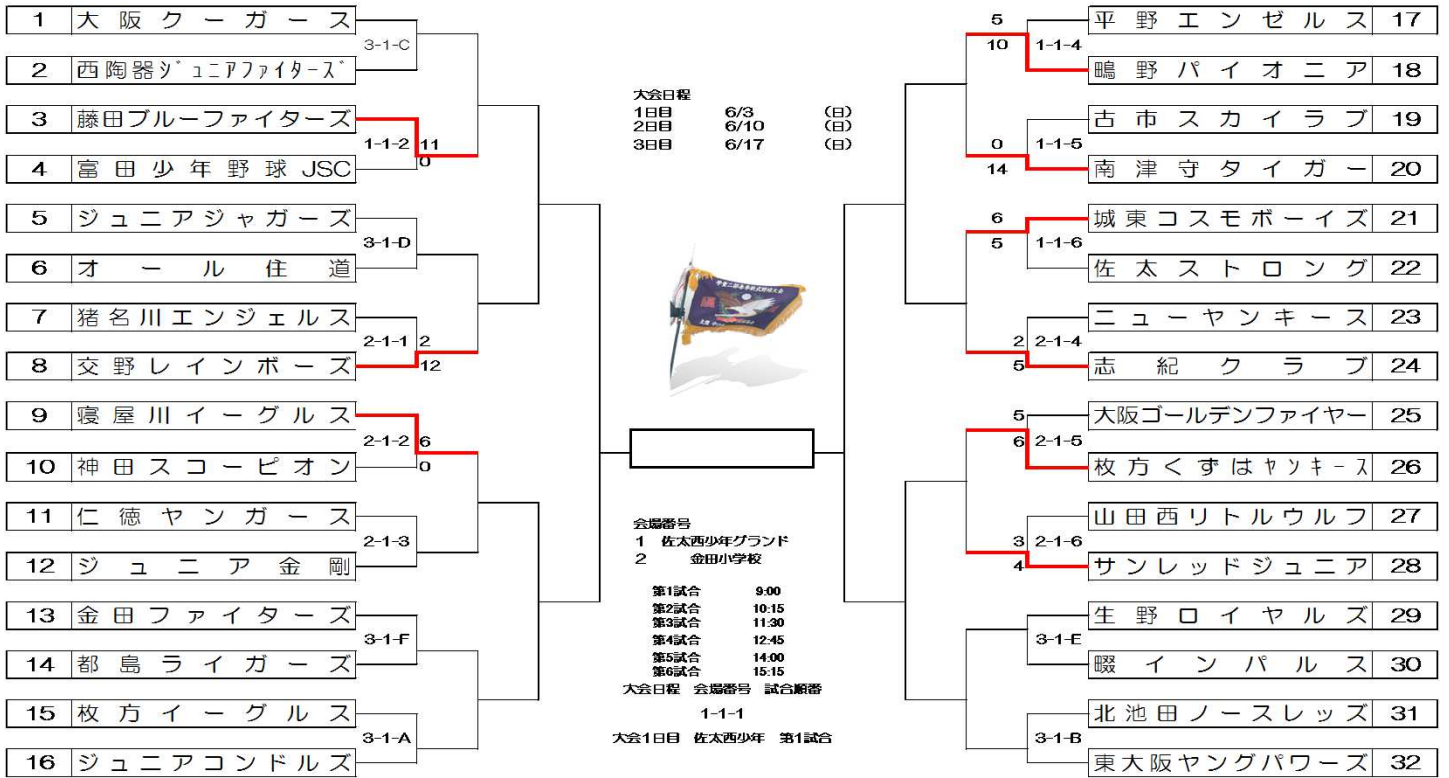 1 大阪クーガース
3-1-C
2 西陶器ジュニアファイターズ
3 藤田ブルーファイターズ
1-1-2 11
0
4 富田少年野球JSC
5 ジュニアジャガーズ
3-1-D
6 オール住道
7 猪名川エンジェルス
2-1-1 2
12
8 交野レインボーズ
9 寝屋川イーグルス
2-1-2 6
0
10 神田スコーピオン
11 仁徳ヤンガース
2-1-3
12 ジュニア金剛
13 金田ファイターズ
3-1-F
14 都島ライガーズ
15 枚方イーグルス
3-1-A
16 ジュニアコンドルズ
大会日程
1日目 6/3 (日)
2日目 6/10 (日)
3日目 6/17 (日)
会場番号
1 佐太西少年グランド
2 金田小学校
第1試合 9:00
第2試合 10:15
第3試合 11:30
第4試合 12:45
第5試合 14:00
第6試合 15:15
大会日程 会場番号 試合順番
1-1-1
大会1日目 佐太西少年 第1試合
5
平野エンゼルス 17
10 1-1-4
鴫野パイオニア 18
古市スカイラブ 19
0 1-1-5
14
南津守タイガー 20
6
城東コスモボーイズ 21
5 1-1-6
佐太ストロング 22
ニューヤンキース 23
2 2-1-4
5
志紀クラブ 24
5
大阪ゴールデンファイヤー 25
6 2-1-5
枚方くずはヤンキース 26
山田西リトルウルフ 27
3 2-1-6
4
サンレッドジュニア 28
生野ロイヤルズ 29
3-1-E
畷インパルス 30
北池田ノースレッズ 31
3-1-B
東大阪ヤングパワーズ 32